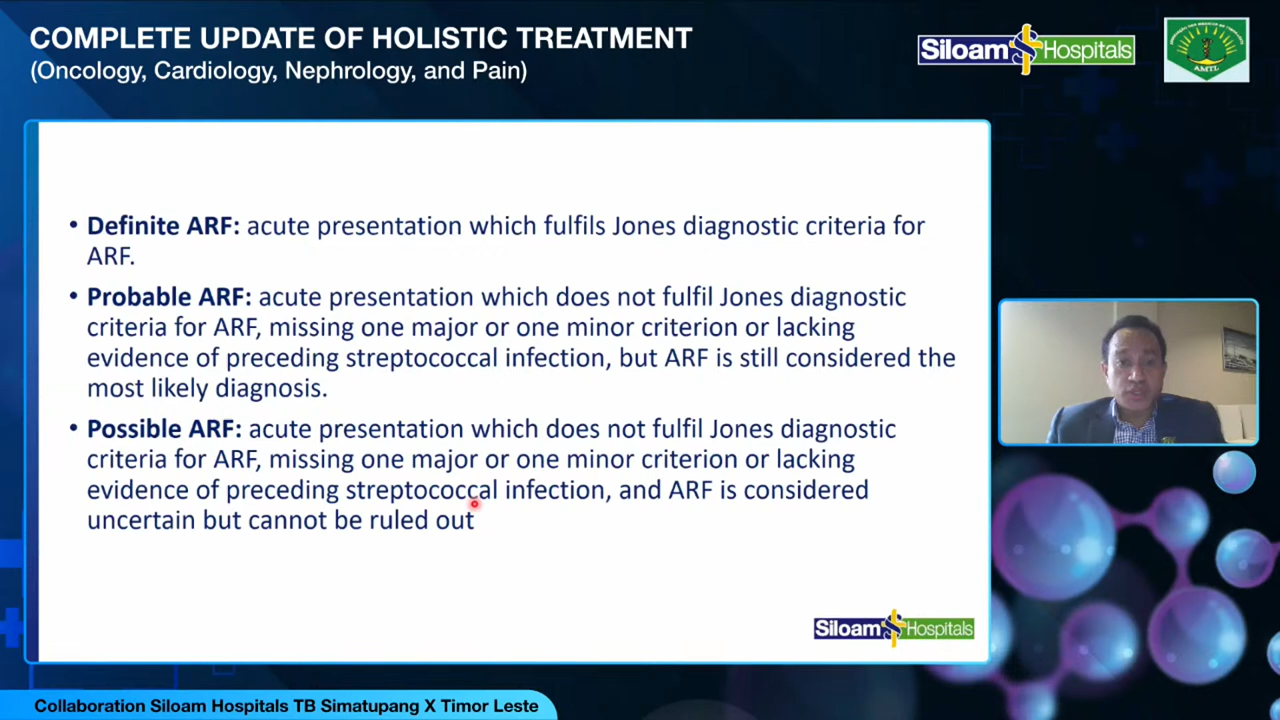 COMPLETE UPDATE OF HOLISTIC TREATMENT
(Oncology, Cardiology, Nephrology, and Pain)
Siloam Hospitals
AMTL
• Definite ARF: acute presentation which fulfils Jones diagnostic criteria for
ARF.
• Probable ARF: acute presentation which does not fulfil Jones diagnostic
criteria for ARF, missing one major or one minor criterion or lacking
evidence of preceding streptococcal infection, but ARF is still considered the
most likely diagnosis.
• Possible ARF: acute presentation which does not fulfil Jones diagnostic
criteria for ARF, missing one major or one minor criterion or lacking
evidence of preceding streptococcal infection, and ARF is considered
uncertain but cannot be ruled out
Siloam Hospitals
Collaboration Siloam Hospitals TB Simatupang X Timor Leste